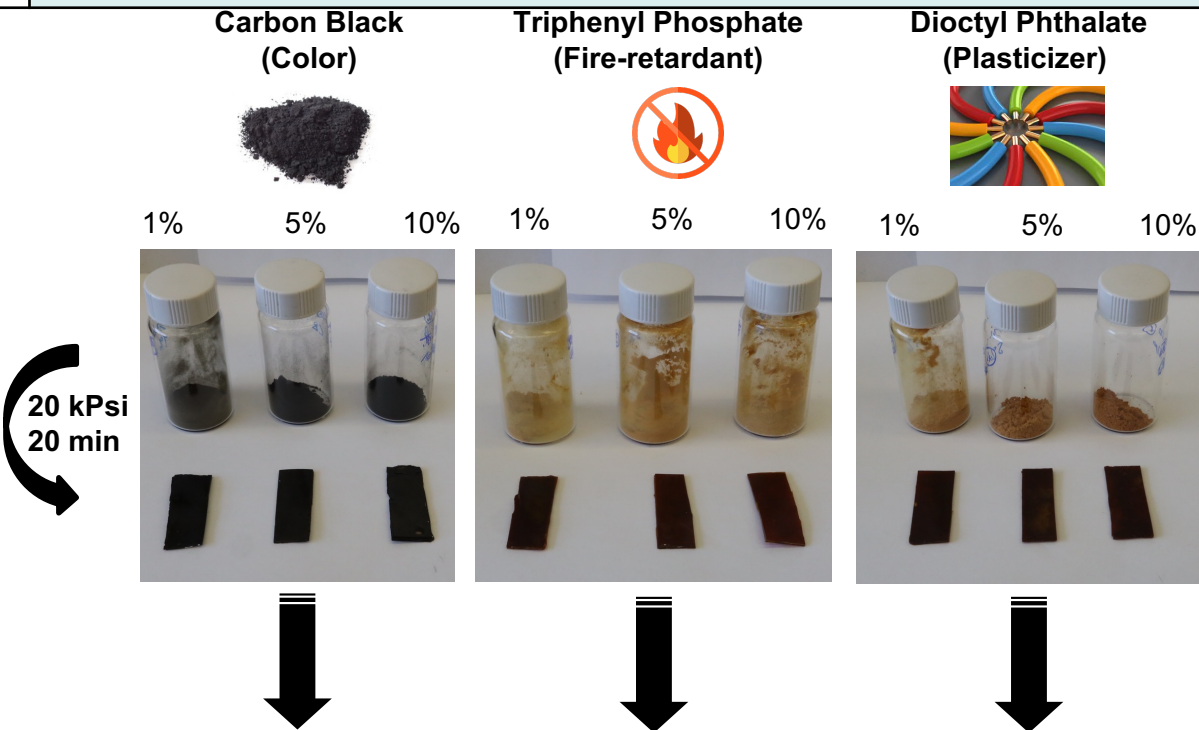 Carbon Black
(Color)
Triphenyl Phosphate
(Fire-retardant)
Dioctyl Phthalate
(Plasticizer)
1%
5%
10%
1%
5%
10%
1%
5%
10%
20 kPsi
20 min